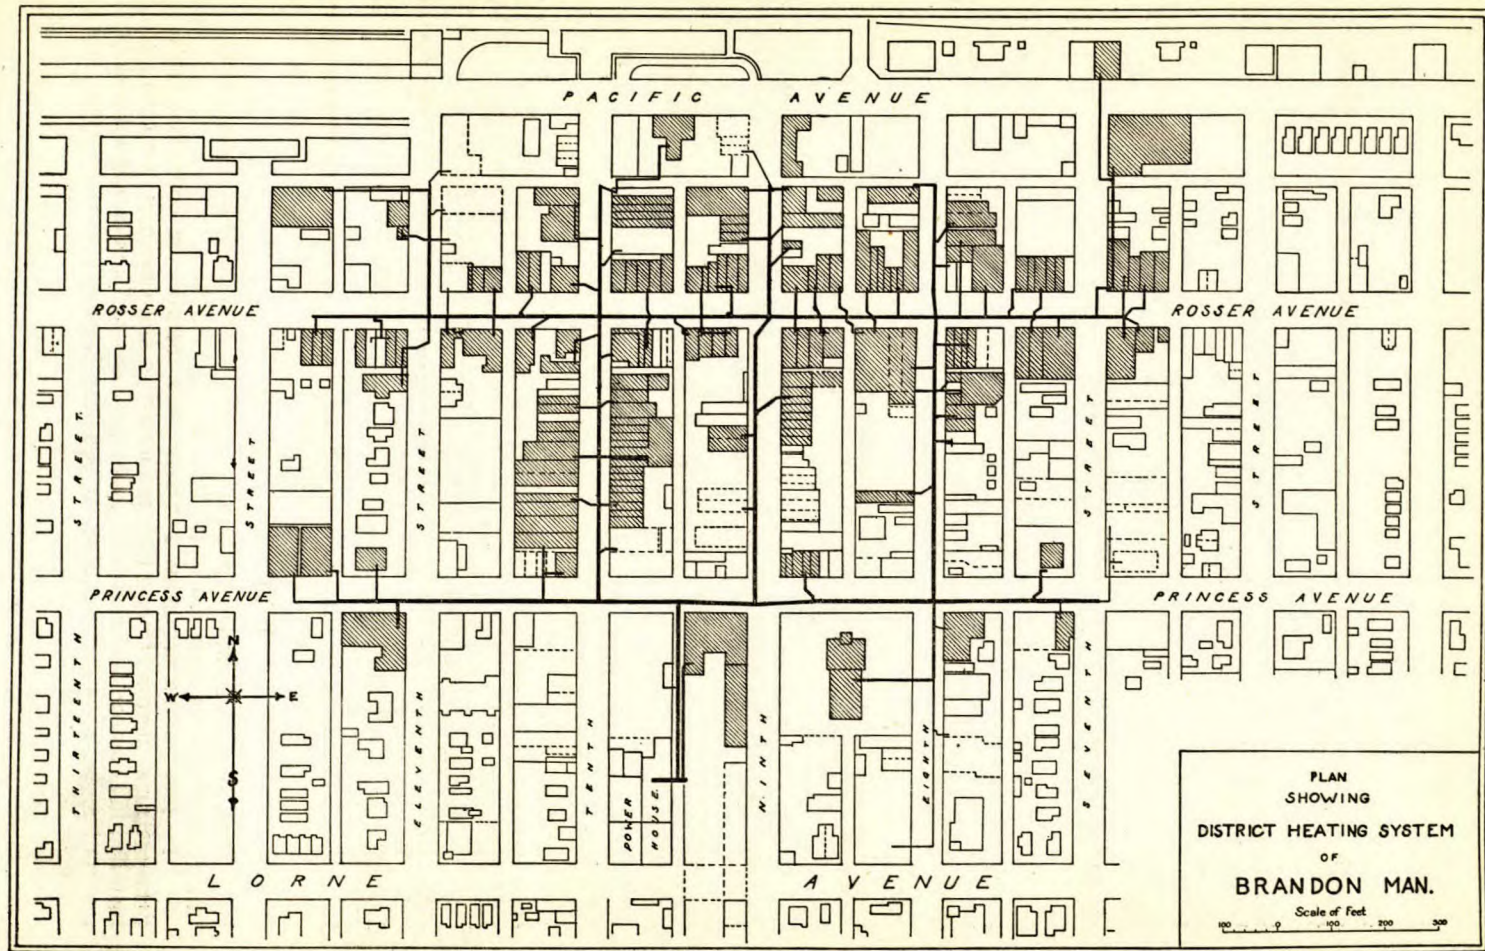 PACIFIC AVENUE
ROSSER AVENUE
ROSSER AVENUE
STREET.
STREET
STREET
STREET
STREET
PRINCESS AVENUE
PRINCESS AVENUE
N
W E
S
THIRTEENTH
ELEVENTH
TENTH
POWER
HOUSE.
NINTH
EIGHTH
SEVENTH
LORNE AVENUE
PLAN
SHOWING
DISTRICT HEATING SYSTEM
OF
BRANDON MAN.
Scale of Feet
100 0 100 200 300